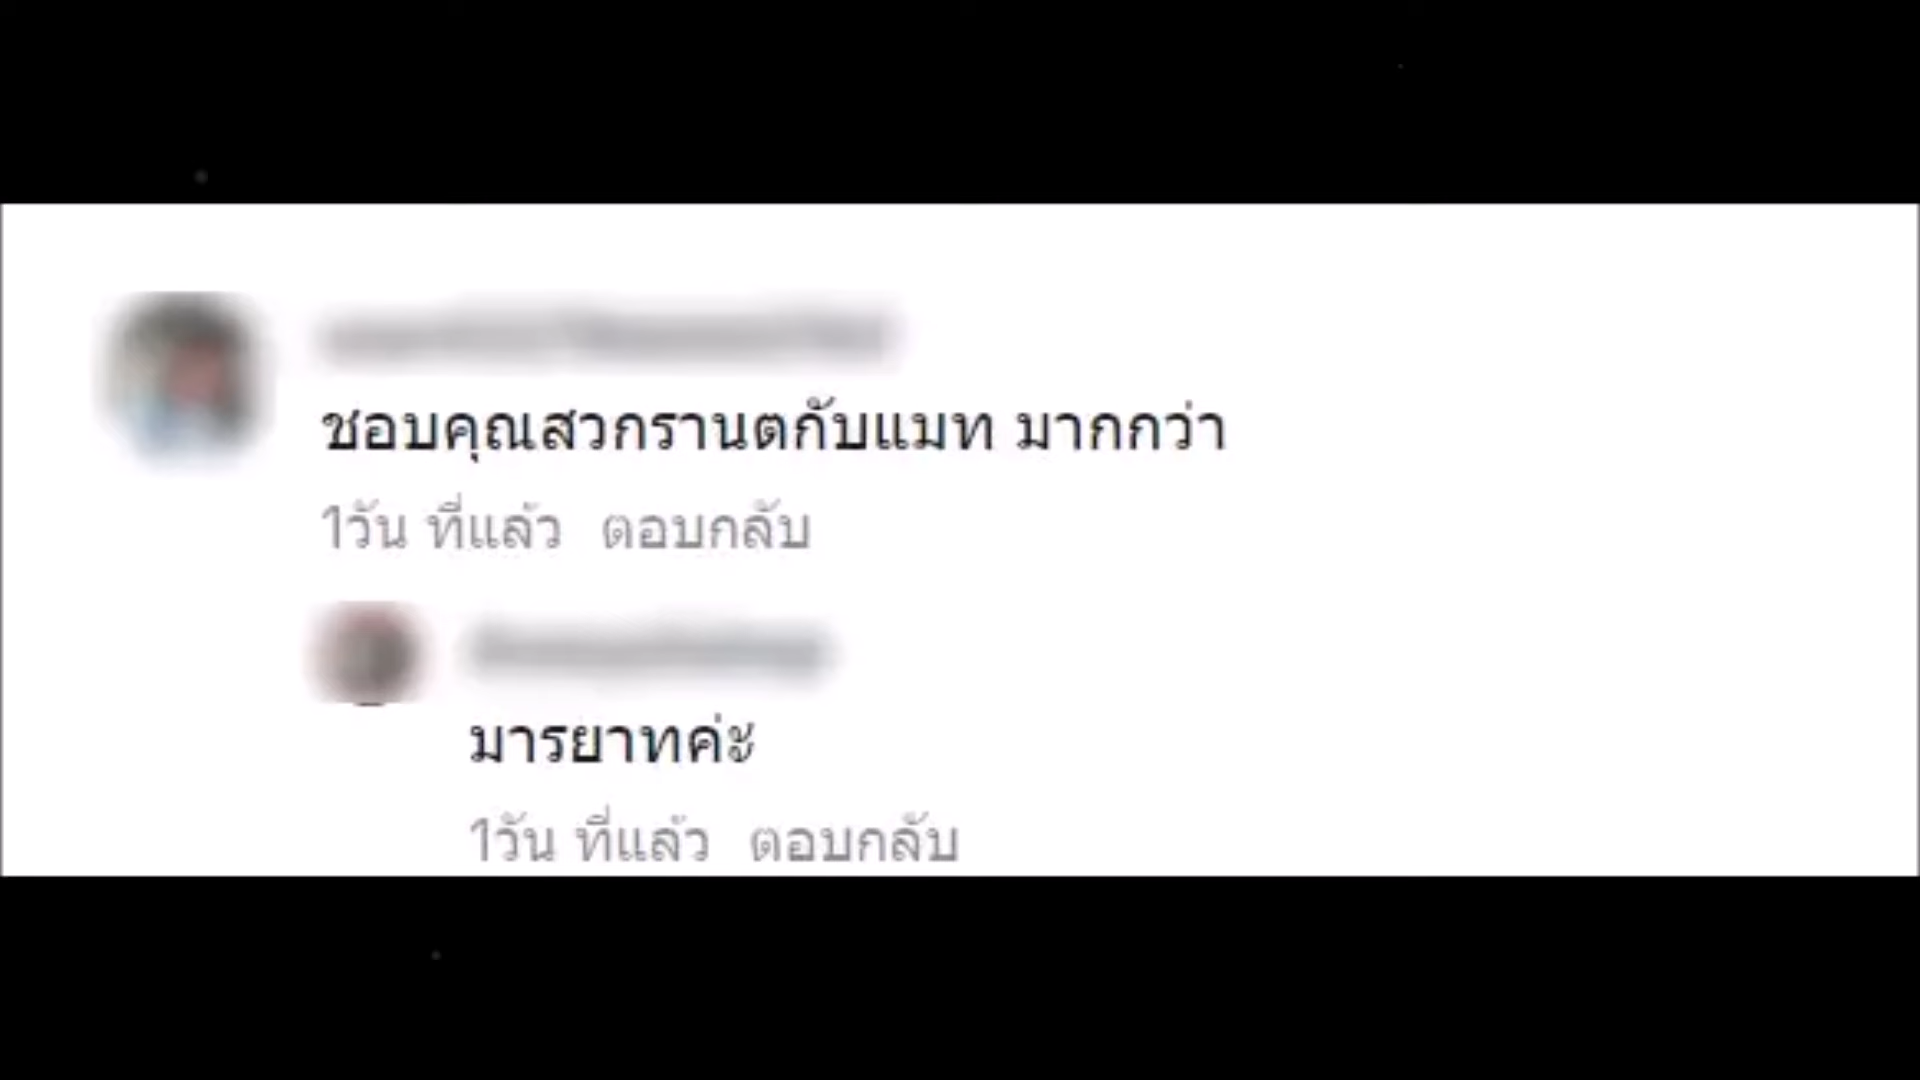 ชอบคุณสวกรานตกับแมท มากกว่า
1วัน ที่แล้ว ตอบกลับ
มารยาทค่ะ
1วัน ที่แล้ว ตอบกลับ